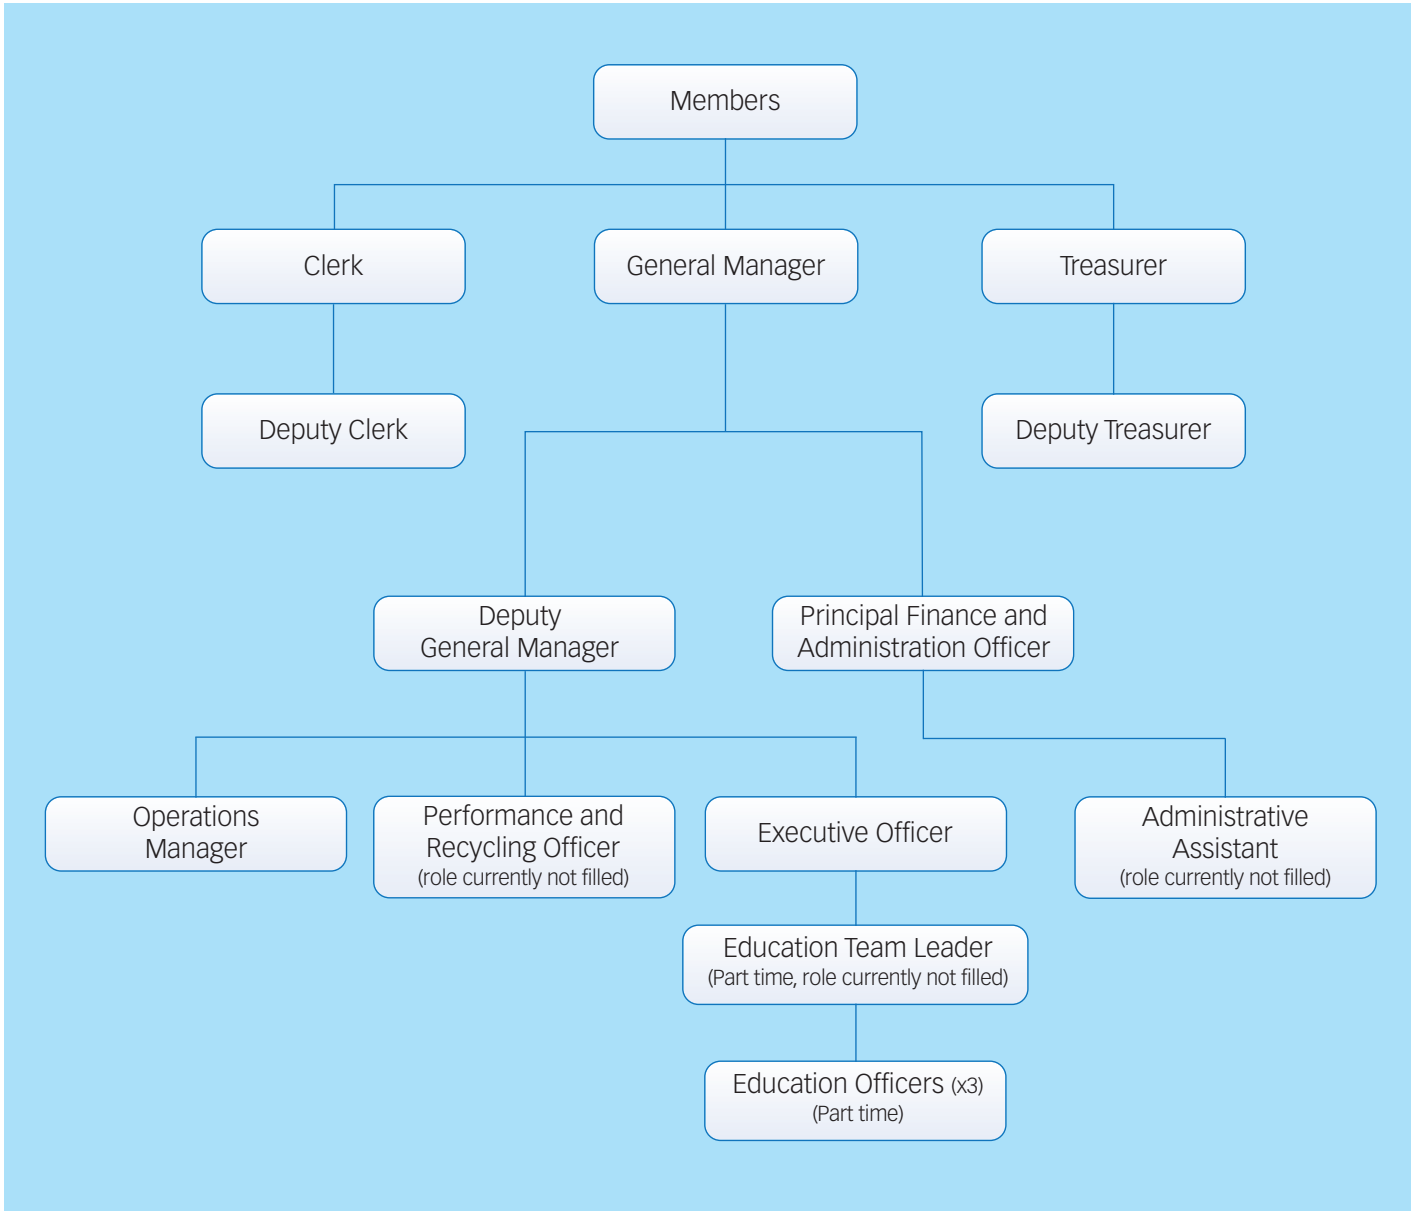 Members
Clerk
General Manager
Treasurer
Deputy Clerk
Deputy Treasurer
Deputy
General Manager
Principal Finance and
Administration Officer
Operations
Manager
Performance and
Recycling Officer
(role currently not filled)
Executive Officer
Administrative
Assistant
(role currently not filled)
Education Team Leader
(Part time, role currently not filled)
Education Officers (x3)
(Part time)